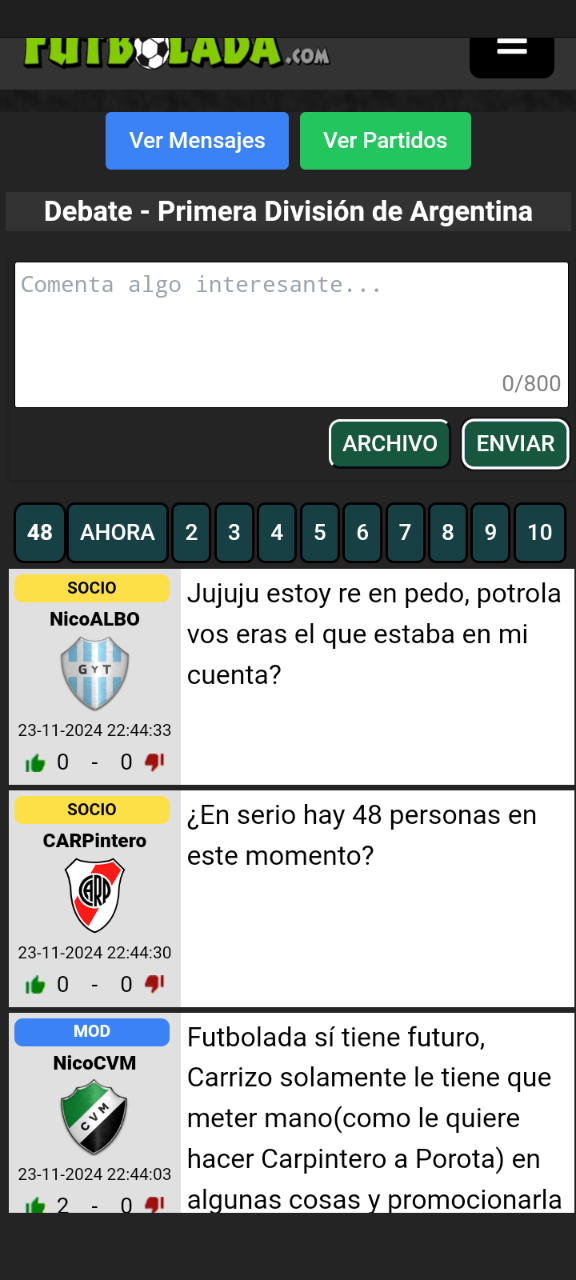 FUTBOLADA.COM
Ver Mensajes Ver Partidos
Debate - Primera División de Argentina
Comenta algo interesante...
0/800
ARCHIVO ENVIAR
48 AHORA 2 3 4 5 6 7 8 9 10
SOCIO
NicoALBO
G Y T
23-11-2024 22:44:33
0 - 0
Jujuju estoy re en pedo, potrola
vos eras el que estaba en mi
cuenta?
SOCIO
CARPintero
CARP
23-11-2024 22:44:30
0 - 0
¿En serio hay 48 personas en
este momento?
MOD
NicoCVM
C V M
23-11-2024 22:44:03
2 - 0
Futbolada sí tiene futuro,
Carrizo solamente le tiene que
meter mano(como le quiere
hacer Carpintero a Porota) en
algunas cosas y promocionarla